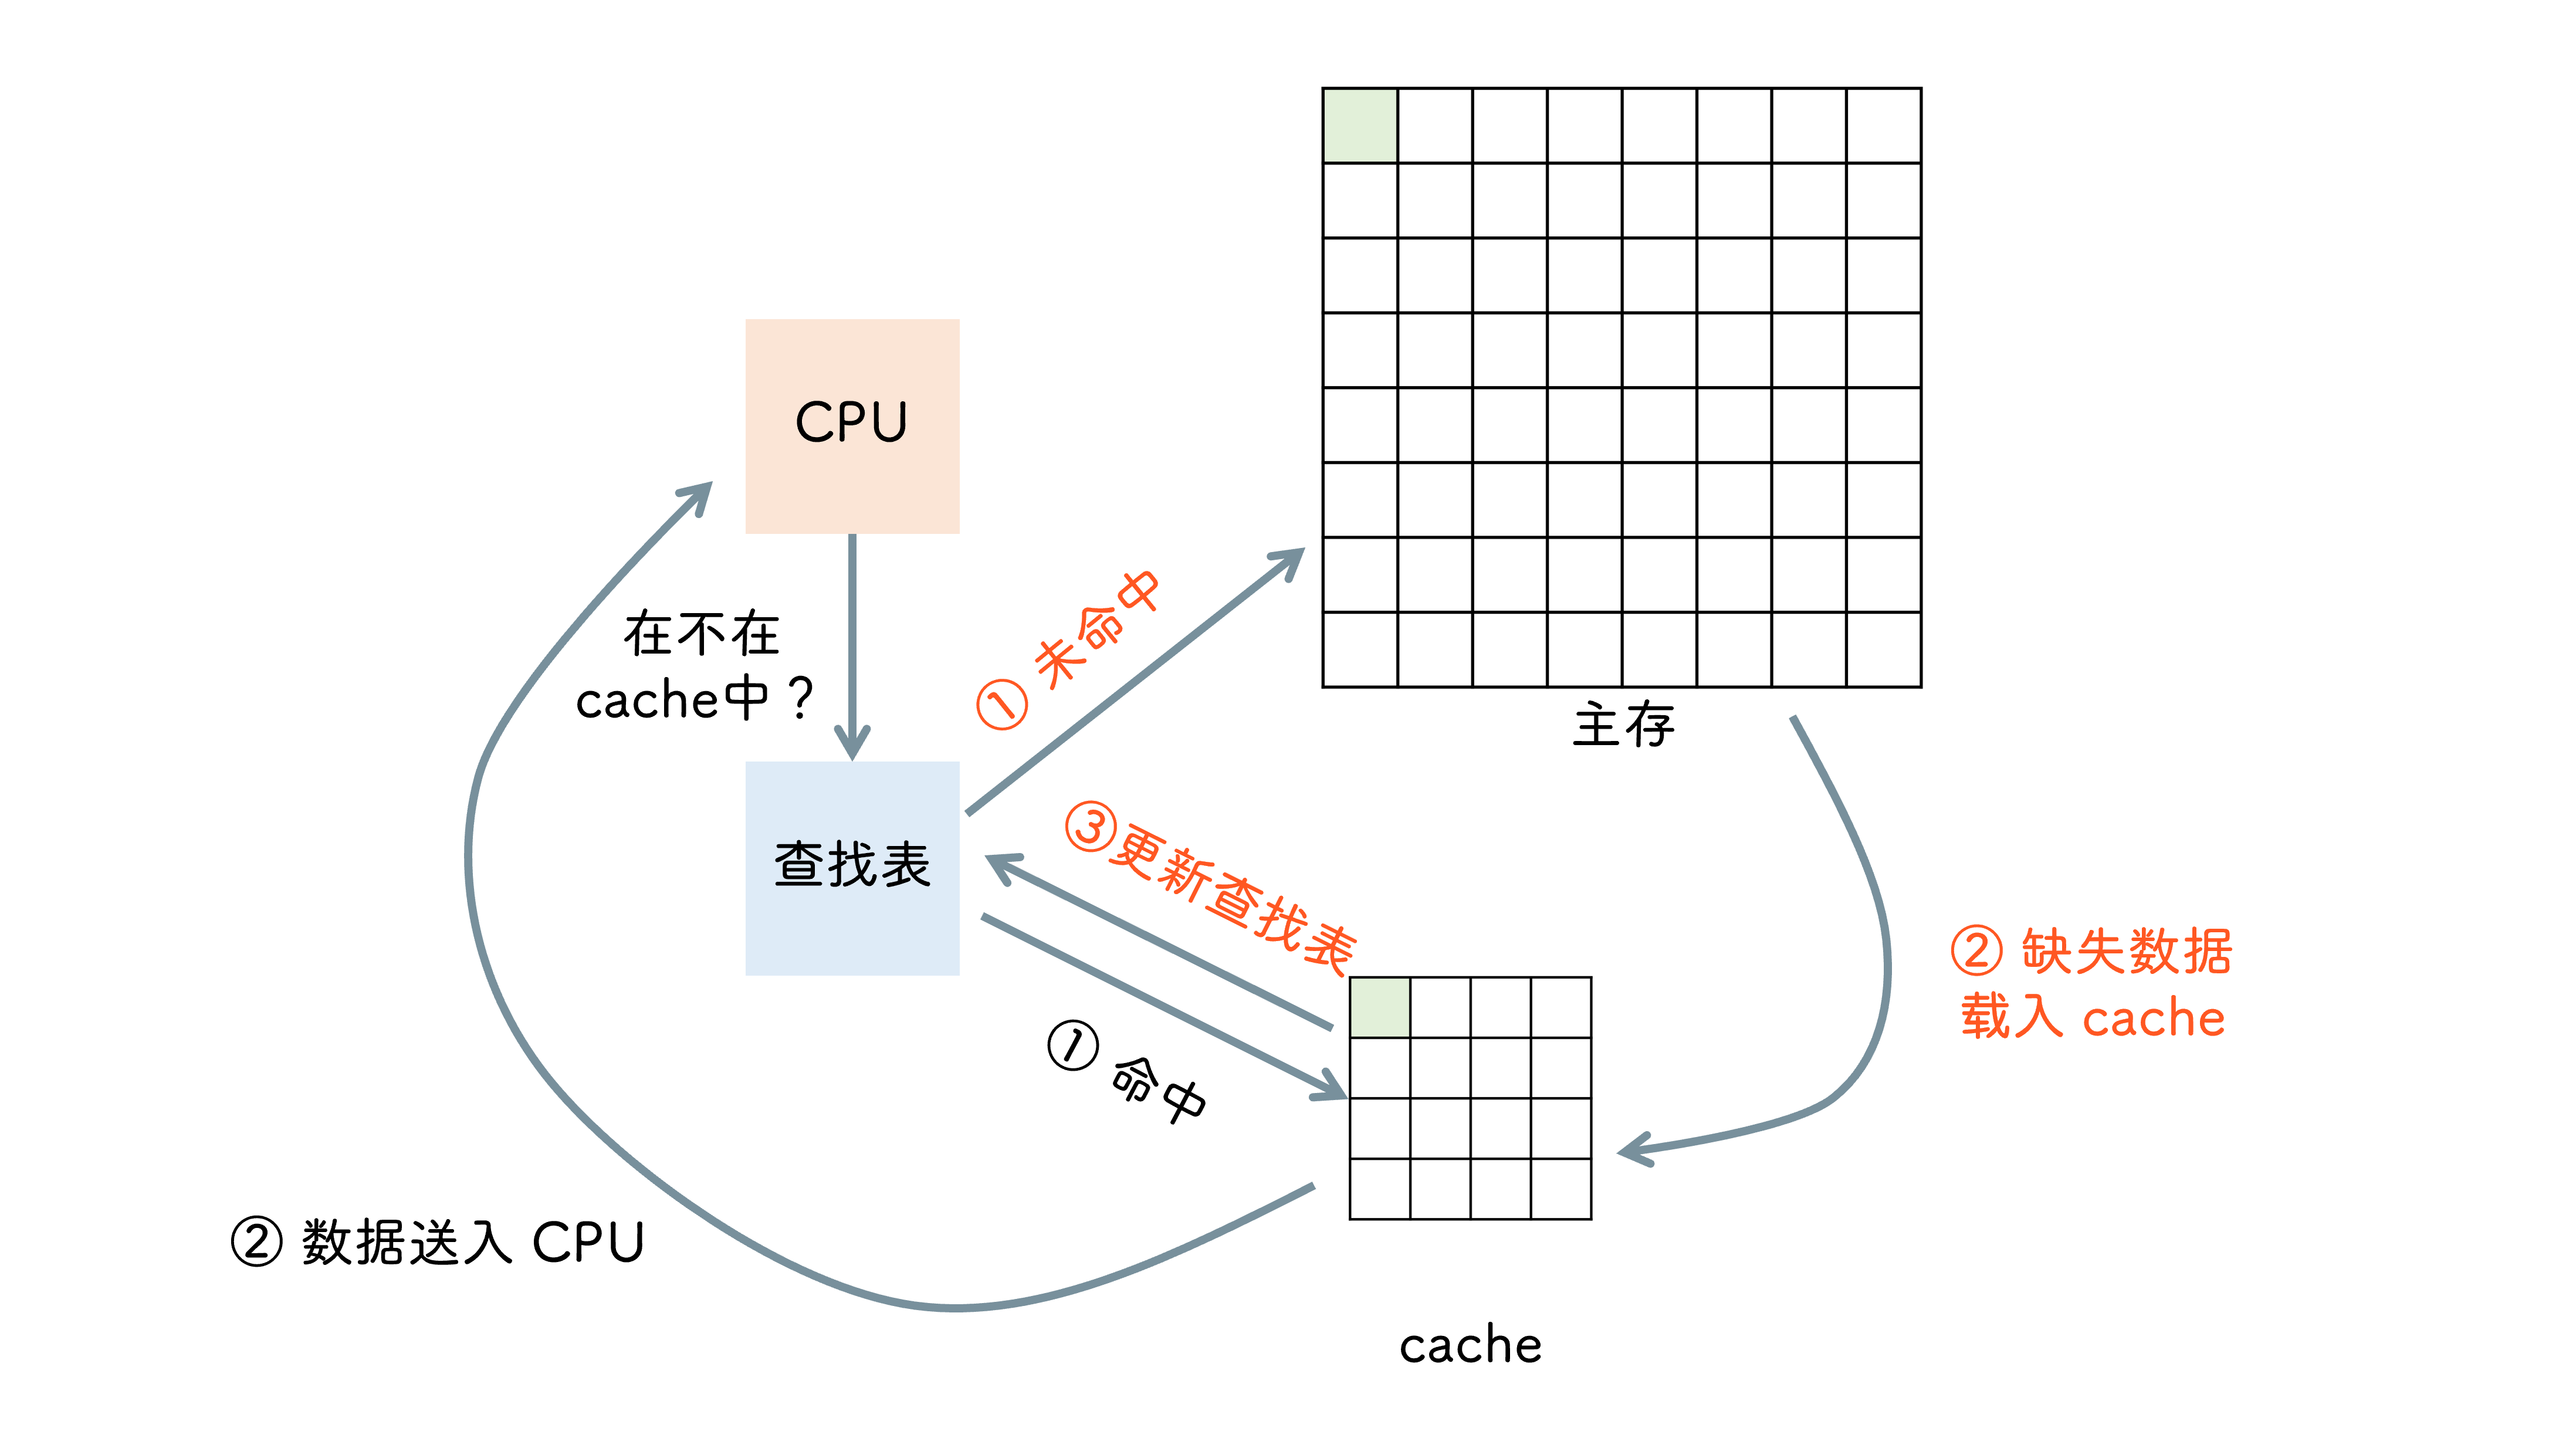 CPU
在不在
cache中？
① 未命中
主存
查找表
③更新查找表
② 缺失数据
载入 cache
① 命中
② 数据送入 CPU
cache